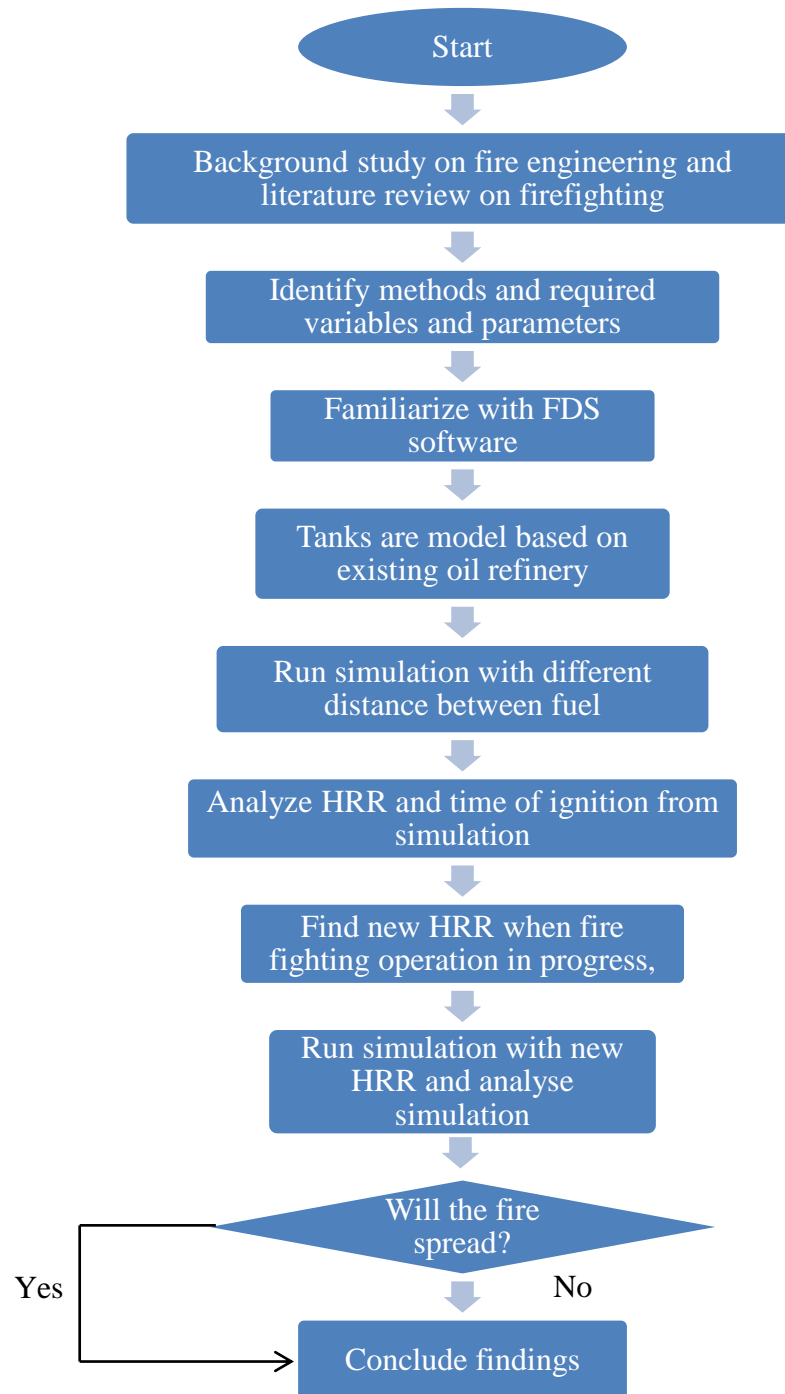 Start
Background study on fire engineering and
literature review on firefighting
Identify methods and required
variables and parameters
Familiarize with FDS
software
Tanks are model based on
existing oil refinery
Run simulation with different
distance between fuel
Analyze HRR and time of ignition from
simulation
Find new HRR when fire
fighting operation in progress,
Run simulation with new
HRR and analyse
simulation
Will the fire
spread?
Yes
No
Conclude findings